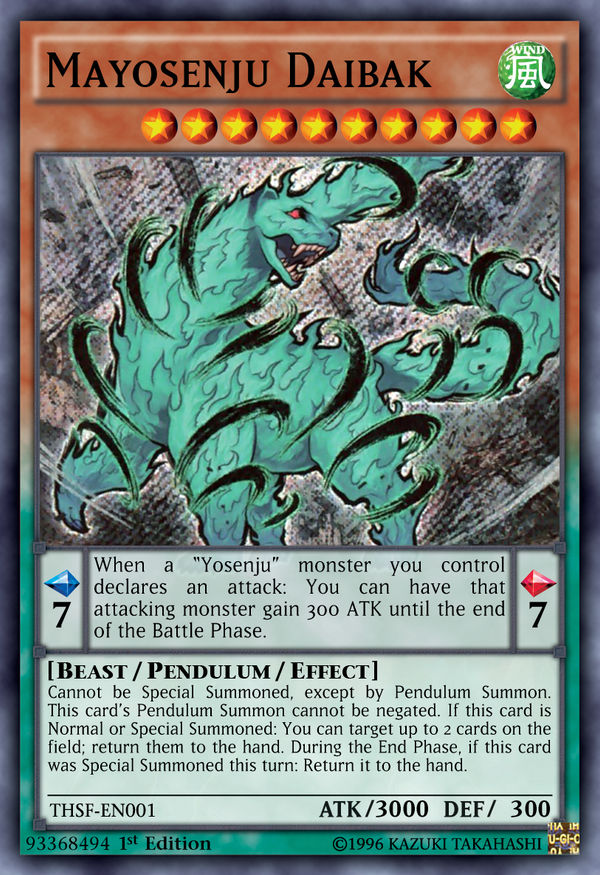 Mayosenju Daibak
WIND
風
When a "Yosenju" monster you control
declares an attack: You can have that
attacking monster gain 300 ATK until the end
of the Battle Phase.
7
7
[Beast / Pendulum / Effect]
Cannot be Special Summoned, except by Pendulum Summon.
This card's Pendulum Summon cannot be negated. If this card is
Normal or Special Summoned: You can target up to 2 cards on the
field; return them to the hand. During the End Phase, if this card
was Special Summoned this turn: Return it to the hand.
THSF-EN001
ATK/3000 DEF/ 300
93368494 1st Edition
©1996 KAZUKI TAKAHASHI